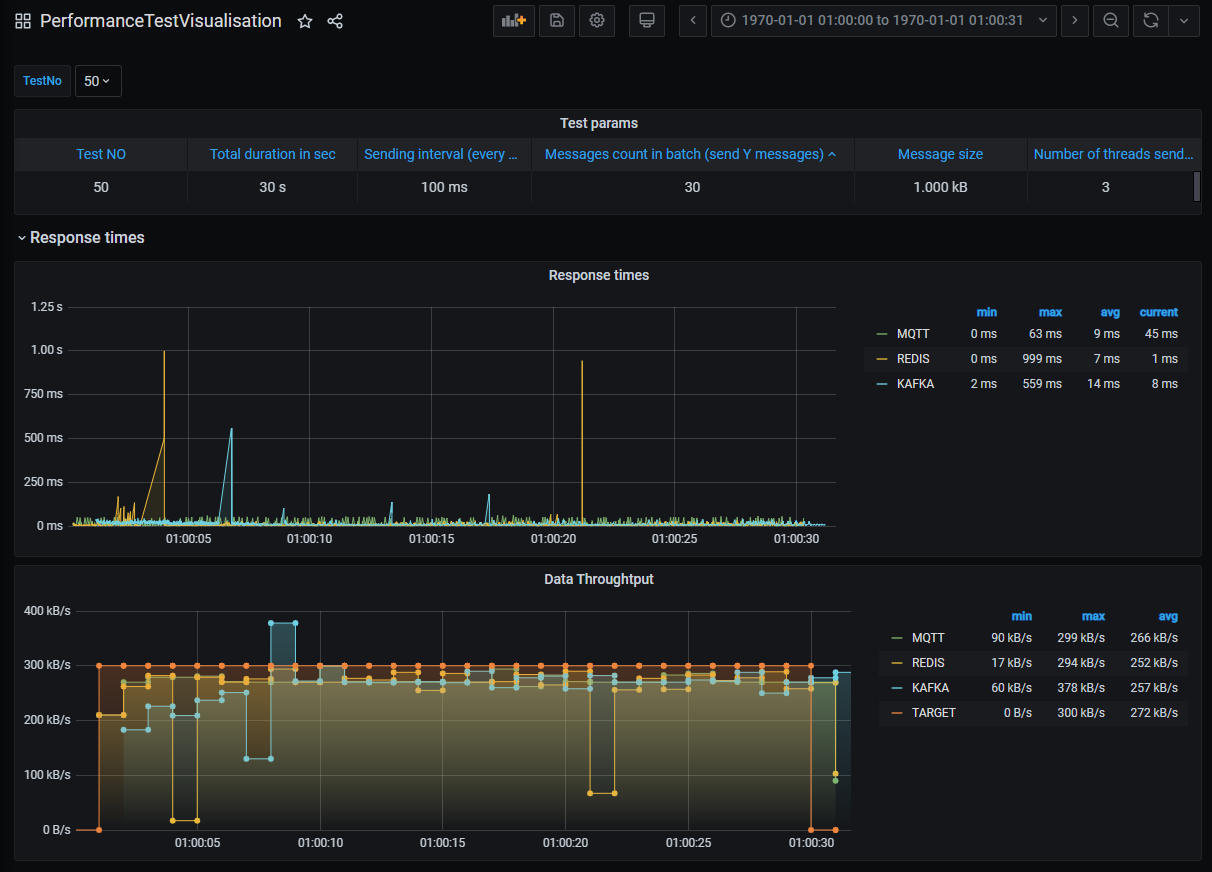 PerformanceTestVisualisation
1970-01-01 01:00:00 to 1970-01-01 01:00:31
TestNo 50
Test params
Test NO Total duration in sec Sending interval (every ... Messages count in batch (send Y messages) Message size Number of threads send...
50 30 s 100 ms 30 1.000 kB 3
Response times
Response times
1.25 s
1.00 s
750 ms
500 ms
250 ms
0 ms
01:00:05 01:00:10 01:00:15 01:00:20 01:00:25 01:00:30
min max avg current
MQTT 0 ms 63 ms 9 ms 45 ms
REDIS 0 ms 999 ms 7 ms 1 ms
KAFKA 2 ms 559 ms 14 ms 8 ms
Data Throughtput
400 kB/s
300 kB/s
200 kB/s
100 kB/s
0 B/s
01:00:05 01:00:10 01:00:15 01:00:20 01:00:25 01:00:30
min max avg
MQTT 90 kB/s 299 kB/s 266 kB/s
REDIS 17 kB/s 294 kB/s 252 kB/s
KAFKA 60 kB/s 378 kB/s 257 kB/s
TARGET 0 B/s 300 kB/s 272 kB/s